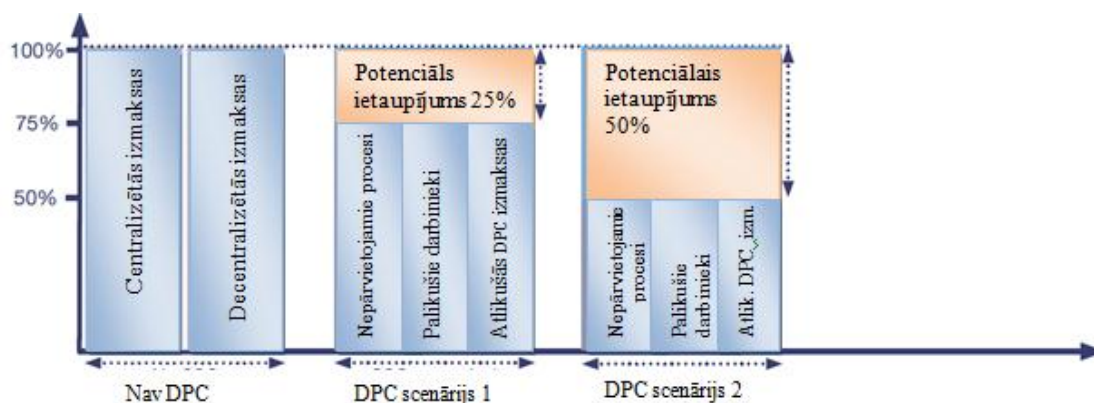 100%
75%
50%
Centralizētās izmaksas
Decentralizētās izmaksas
Nav DPC
Potenciāls
ietaupījums 25%
Nepārvietojamie procesi
Palikušie darbinieki
Atlikušās DPC izmaksas
DPC scenārijs 1
Potenciālais
ietaupījums
50%
Nepārvietojamie
procesi
Palikušie
darbinieki
Atlik. DPC izm.
DPC scenārijs 2